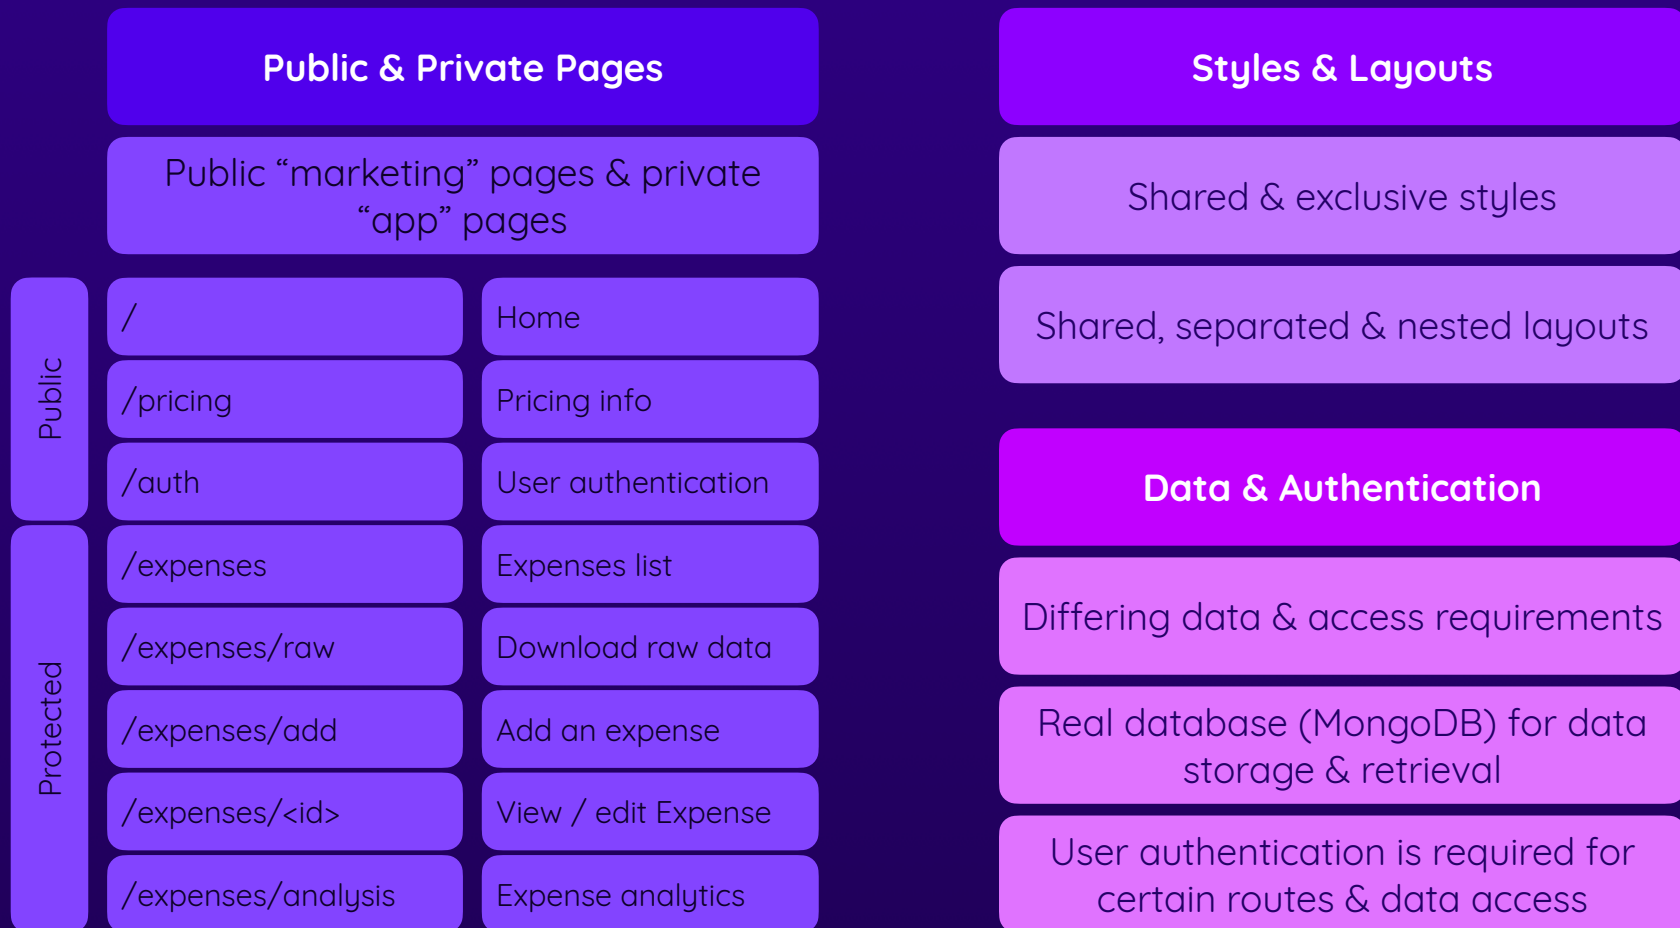 Public & Private Pages
Public “marketing” pages & private
“app” pages
Public
/
Home
/pricing
Pricing info
/auth
User authentication
Protected
/expenses
Expenses list
/expenses/raw
Download raw data
/expenses/add
Add an expense
/expenses/<id>
View / edit Expense
/expenses/analysis
Expense analytics
Styles & Layouts
Shared & exclusive styles
Shared, separated & nested layouts
Data & Authentication
Differing data & access requirements
Real database (MongoDB) for data
storage & retrieval
User authentication is required for
certain routes & data access